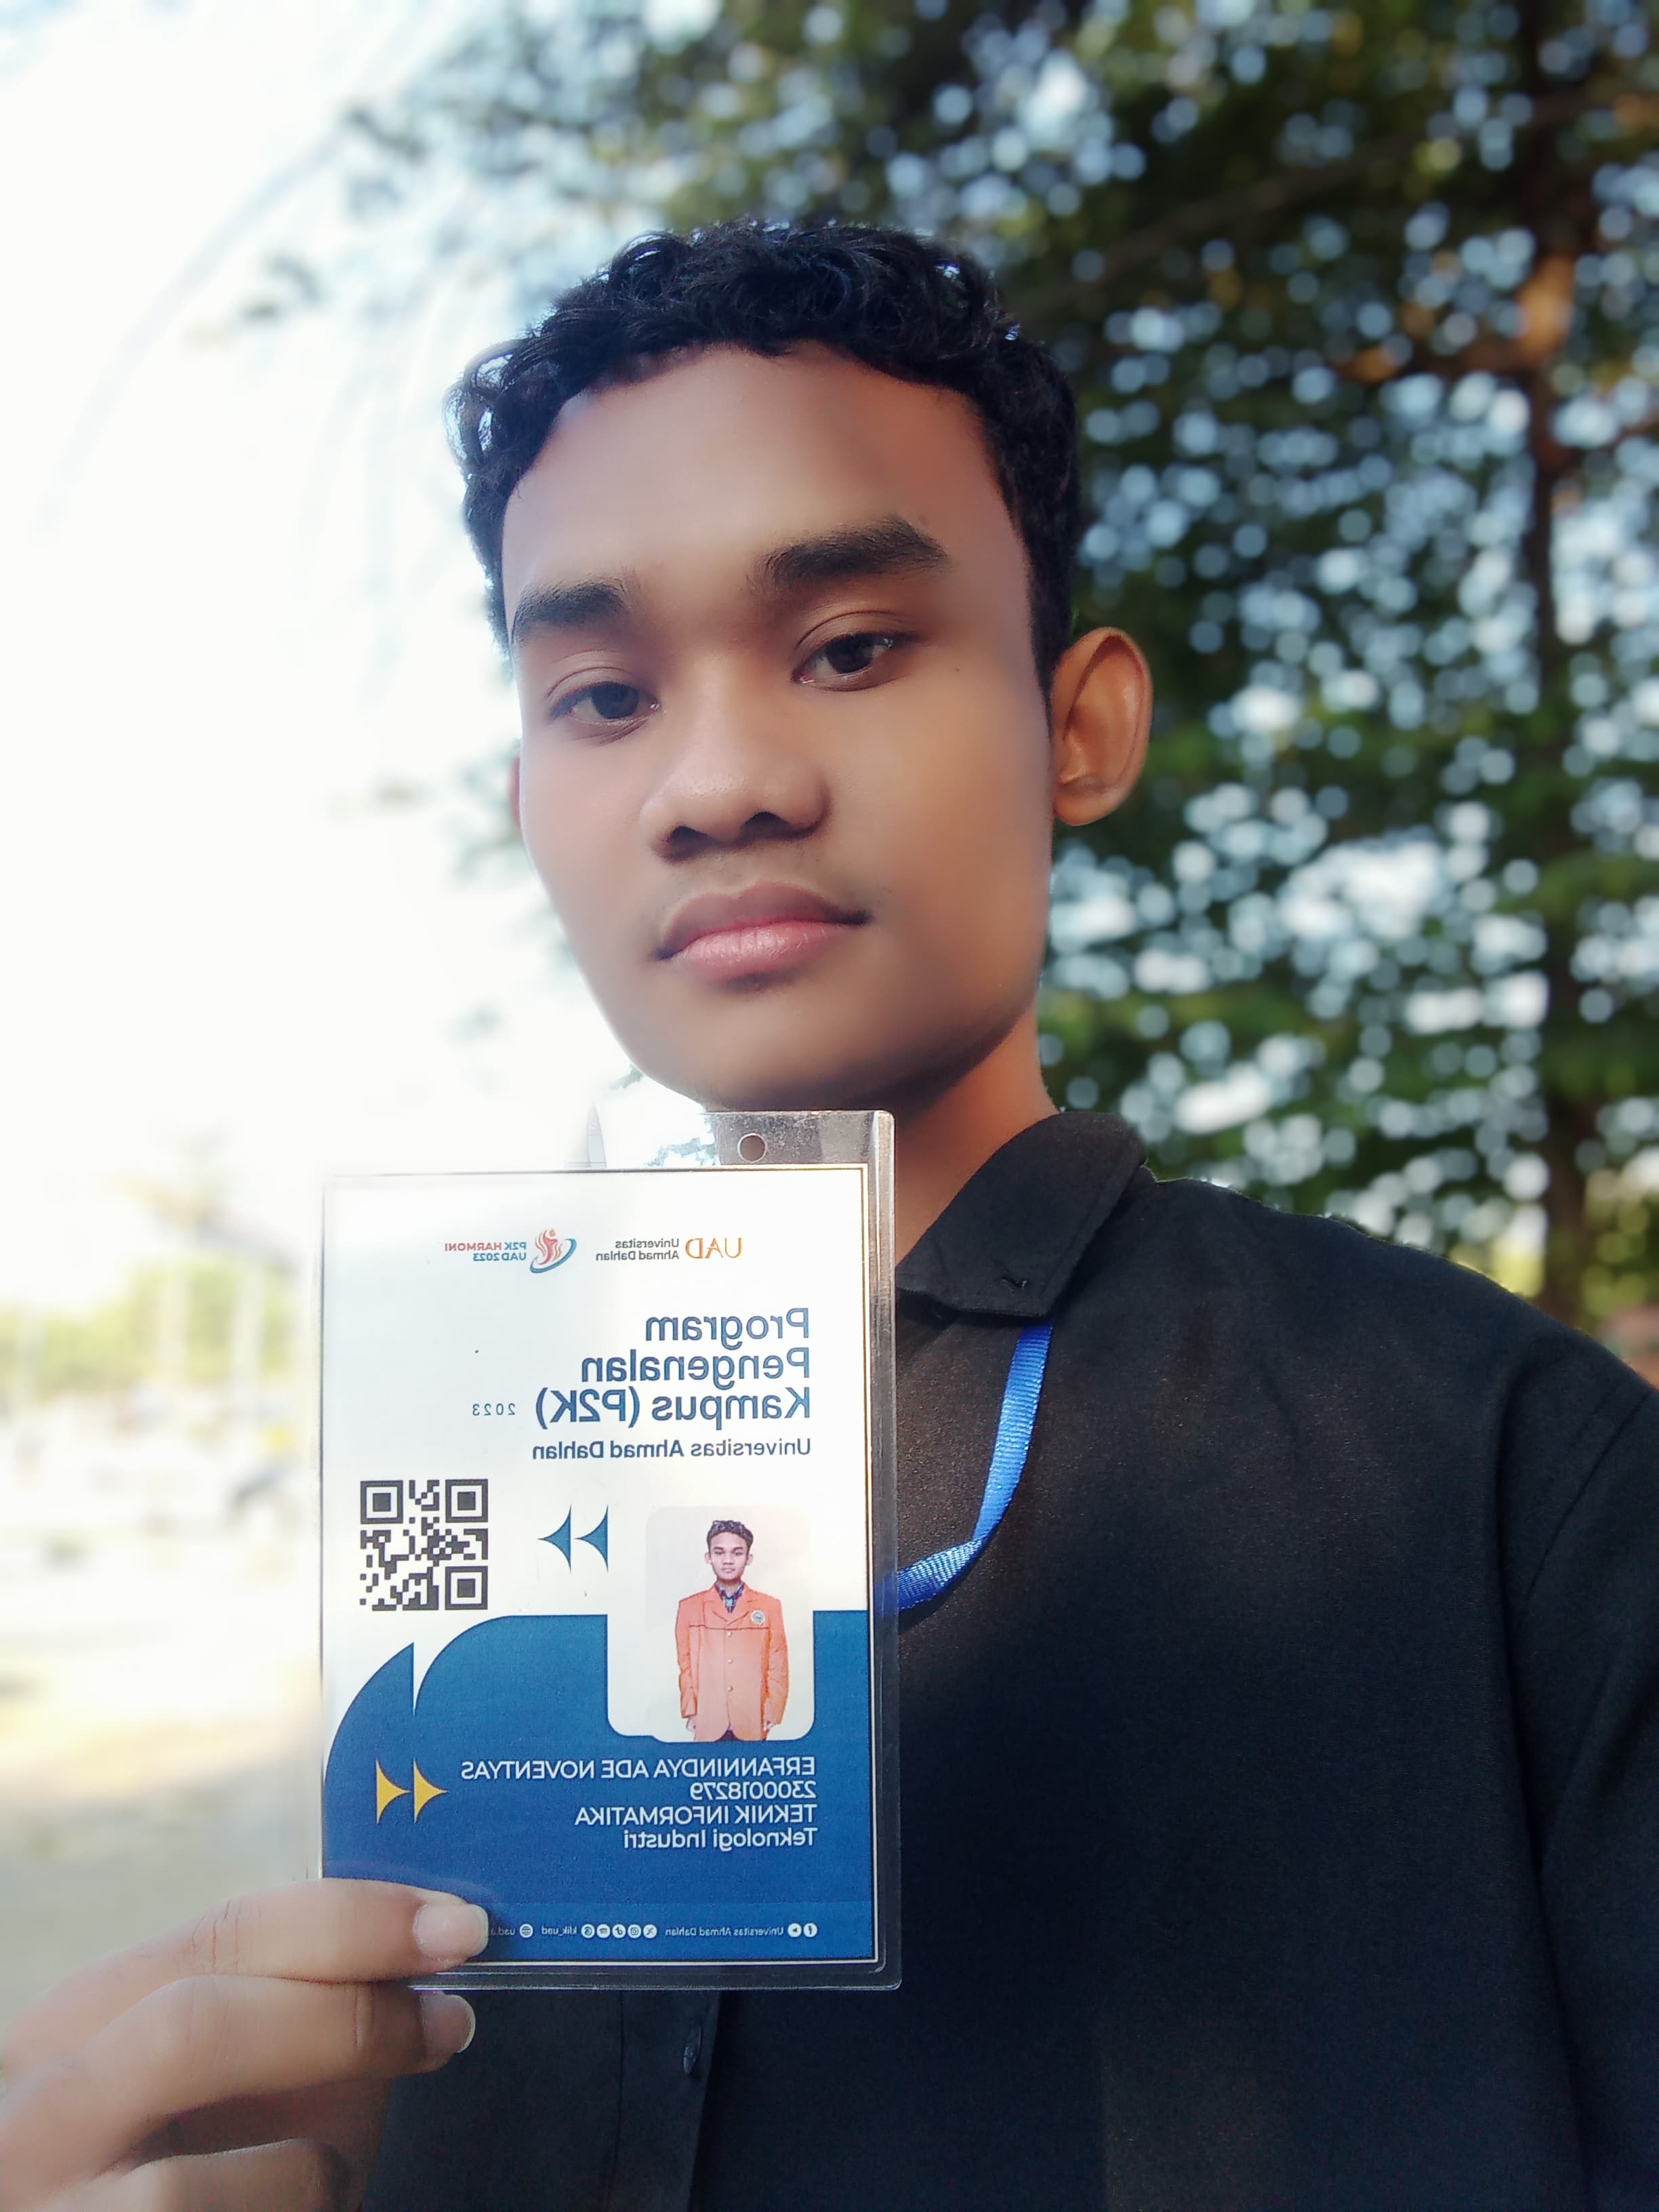 UAD Universitas
Ahmad Dahlan
P2K HARMONI
UAD 2023
Program
Pengenalan
Kampus (P2K) 2023
Universitas Ahmad Dahlan
ERFANNINDYA ADE NOVENTYAS
2300018279
TEKNIK INFORMATIKA
Teknologi Industri
Universitas Ahmad Dahlan klik_uad